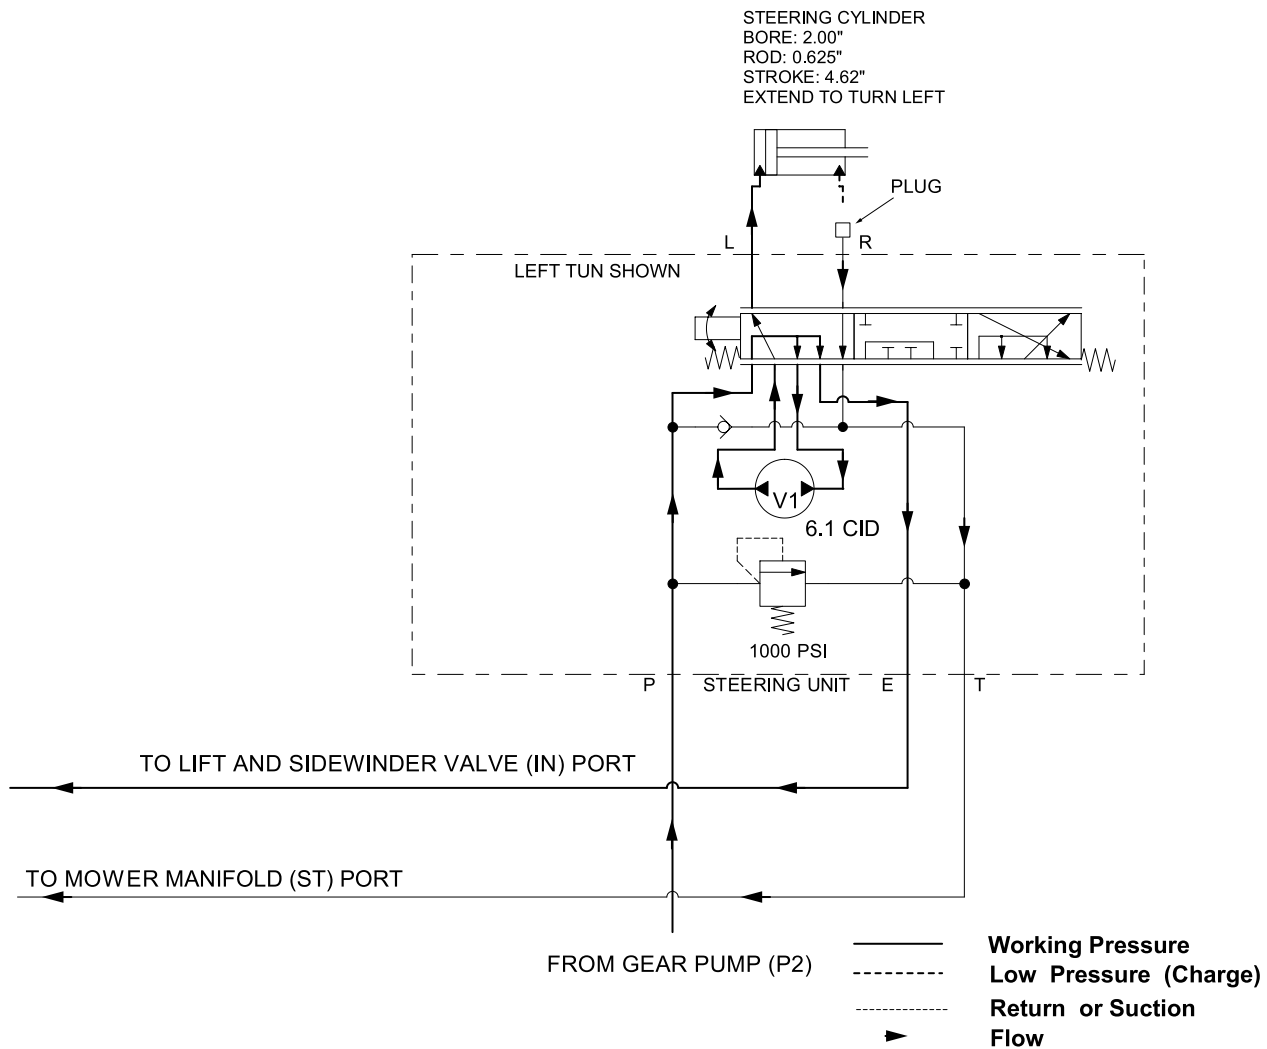 STEERING CYLINDER
BORE: 2.00"
ROD: 0.625"
STROKE: 4.62"
EXTEND TO TURN LEFT
PLUG
L
R
LEFT TUN SHOWN
V1
6.1 CID
1000 PSI
P
STEERING UNIT
E
T
TO LIFT AND SIDEWINDER VALVE (IN) PORT
TO MOWER MANIFOLD (ST) PORT
FROM GEAR PUMP (P2)
Working Pressure
Low Pressure (Charge)
Return or Suction
Flow